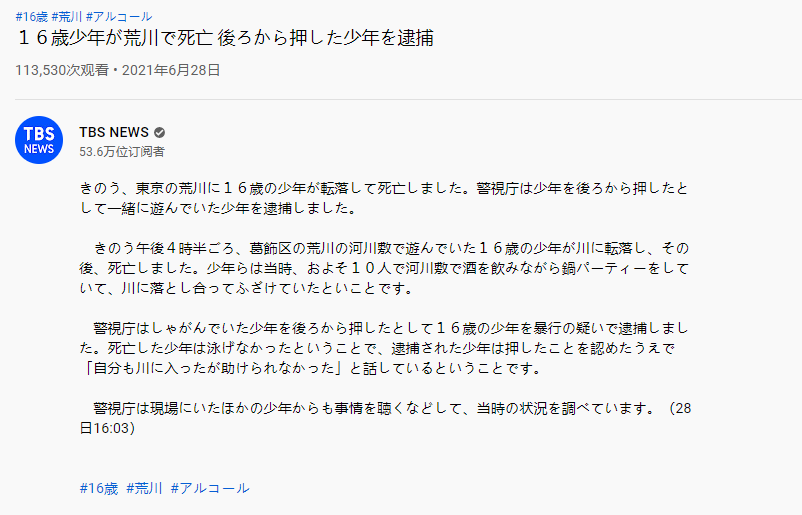 #16歳 #荒川 #アルコール
１６歳少年が荒川で死亡 後ろから押した少年を逮捕
113,530次观看 • 2021年6月28日
TBS NEWS
TBS NEWS
53.6万位订阅者
きのう、東京の荒川に１６歳の少年が転落して死亡しました。警視庁は少年を後ろから押したと
して一緒に遊んでいた少年を逮捕しました。
きのう午後４時半ごろ、葛飾区の荒川の河川敷で遊んでいた１６歳の少年が川に転落し、その
後、死亡しました。少年らは当時、およそ１０人で河川敷で酒を飲みながら鍋パーティーをして
いて、川に落とし合ってふざけていたといことです。
警視庁はしゃがんでいた少年を後ろから押したとして１６歳の少年を暴行の疑いで逮捕しまし
た。死亡した少年は泳げなかったということで、逮捕された少年は押したことを認めたうえで
「自分も川に入ったが助けられなかった」と話しているということです。
警視庁は現場にいたほかの少年からも事情を聴くなどして、当時の状況を調べています。（28
日16:03）
#16歳 #荒川 #アルコール